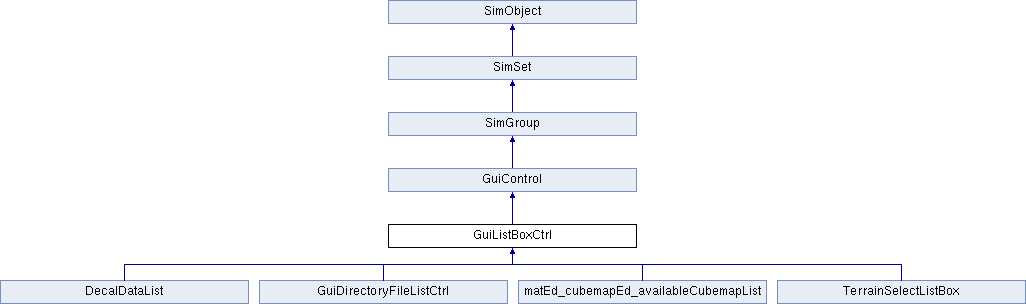 SimObject
SimSet
SimGroup
GuiControl
GuiListBoxCtrl
DecalDataList
GuiDirectoryFileListCtrl
matEd_cubemapEd_availableCubemapList
TerrainSelectListBox